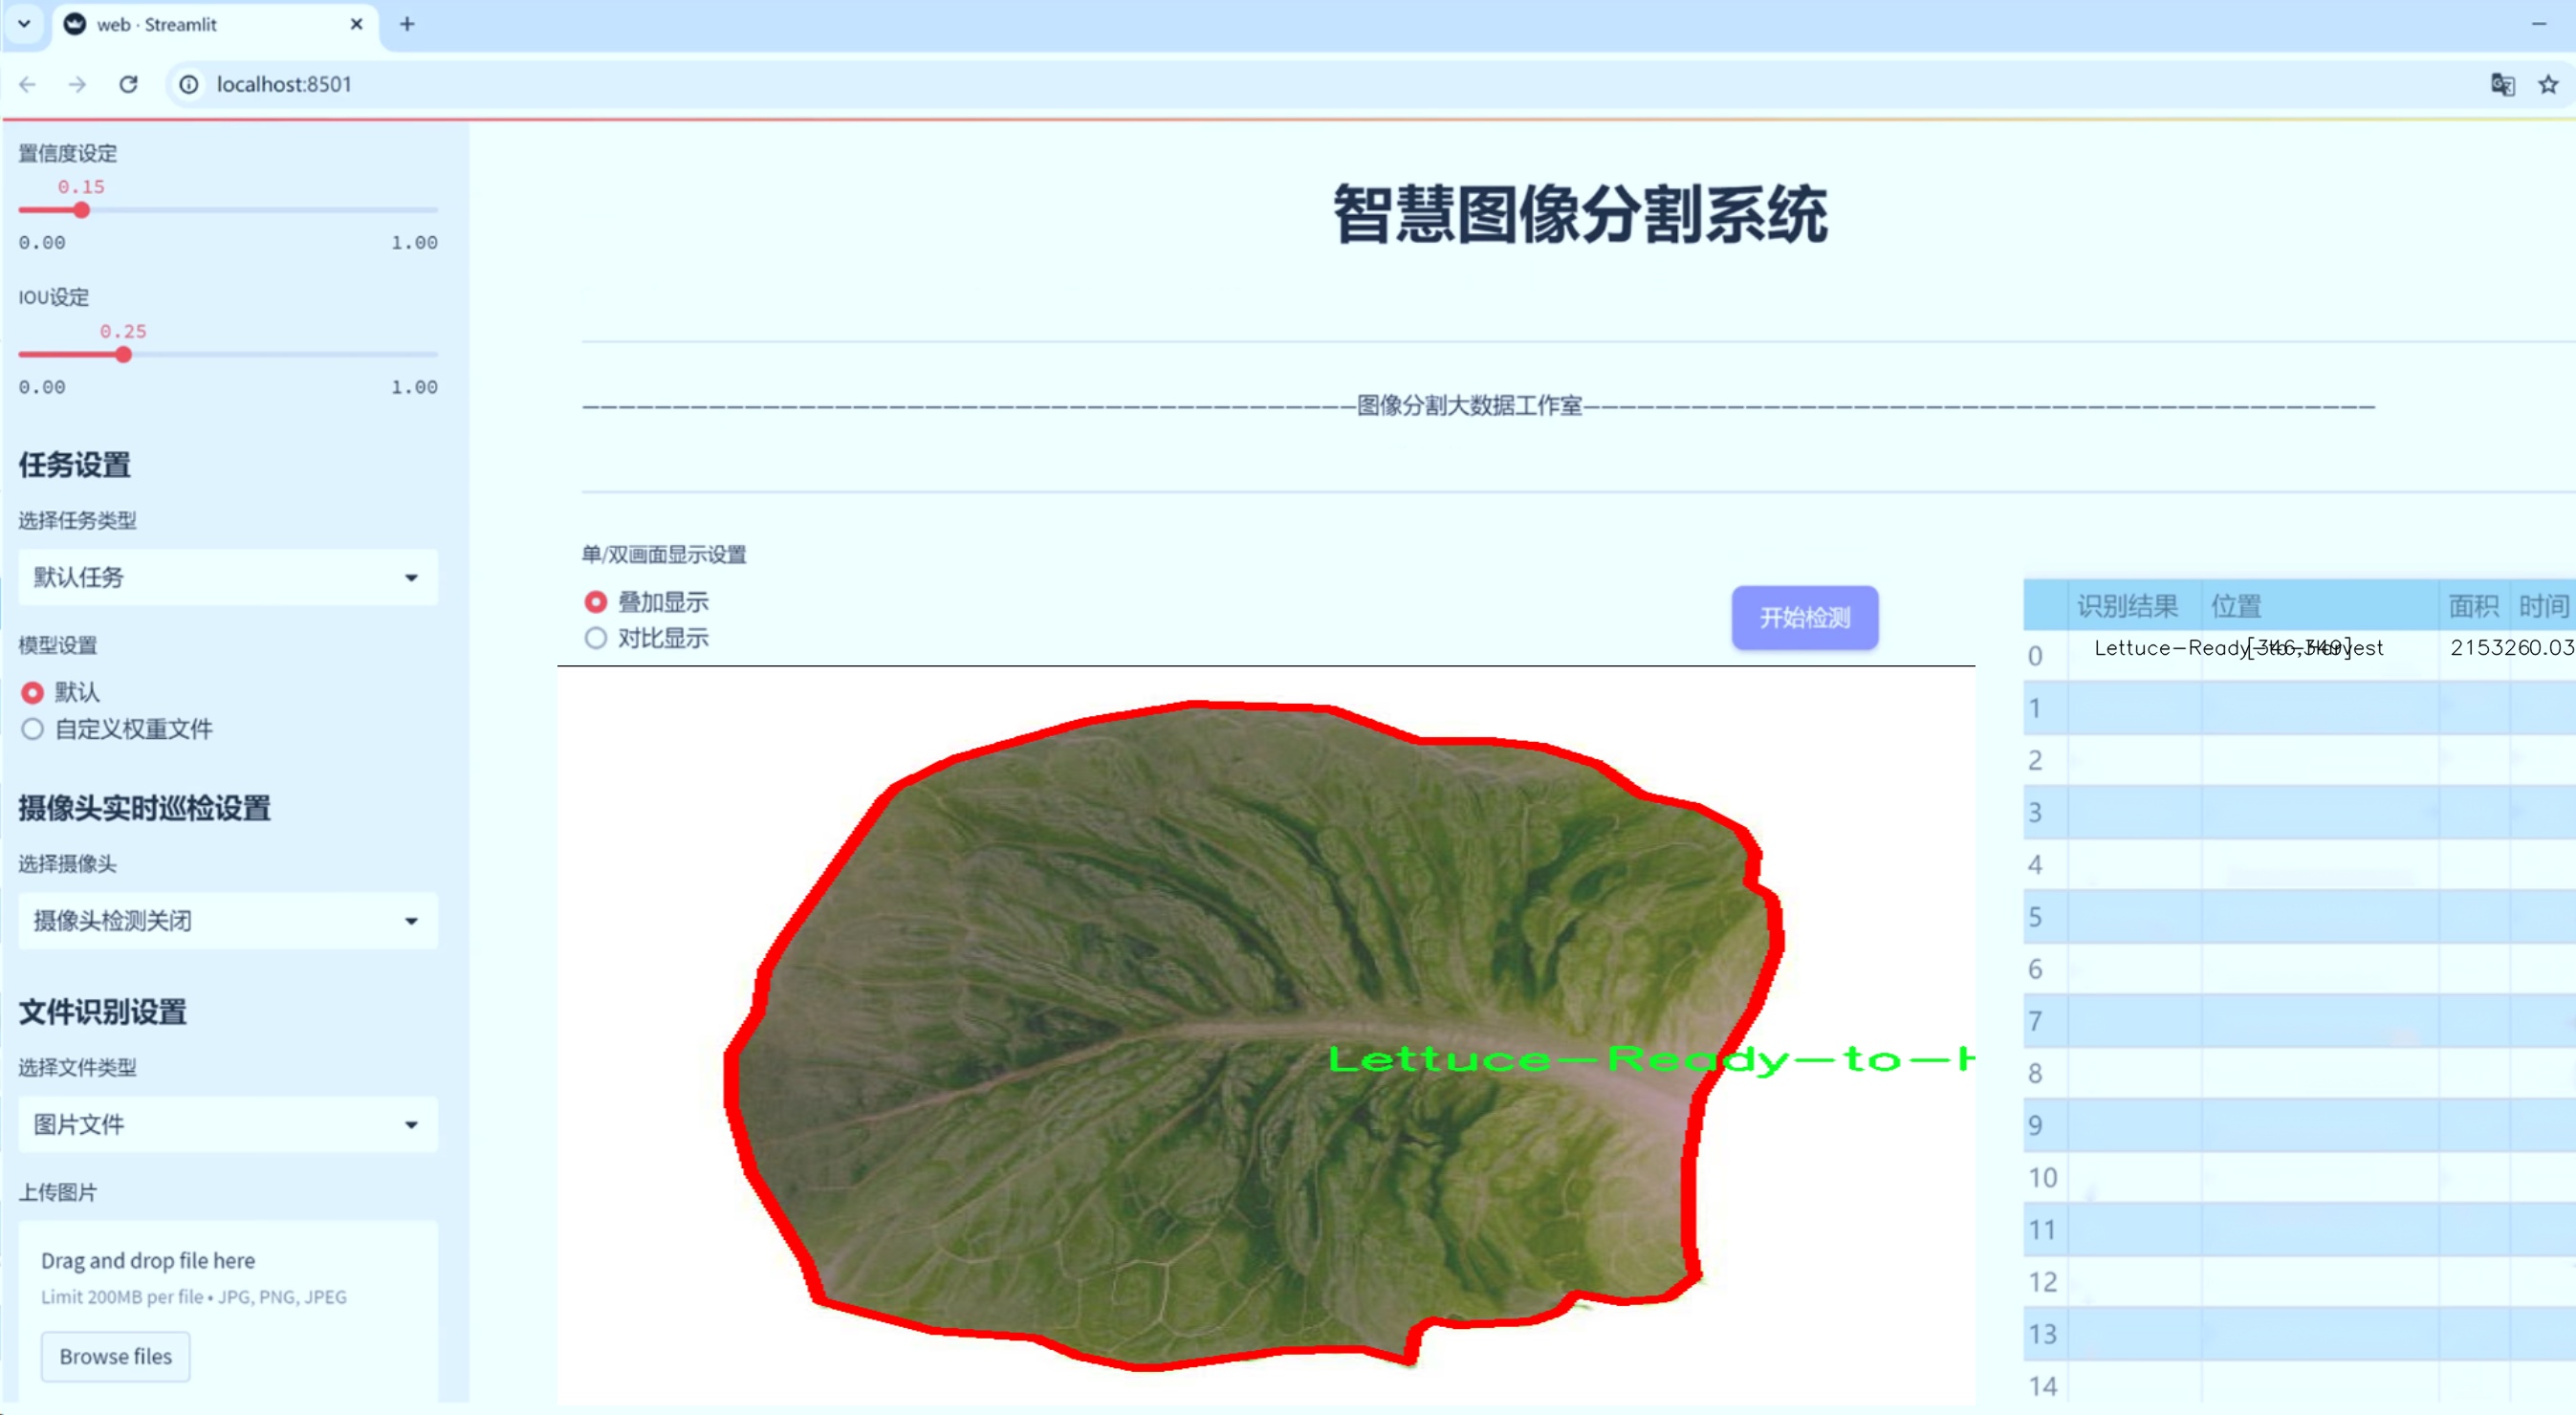 web · Streamlit
localhost:8501
置信度设定
0.15
0.00 1.00
IOU设定
0.25
0.00 1.00
任务设置
选择任务类型
默认任务
模型设置
默认
自定义权重文件
摄像头实时巡检设置
选择摄像头
摄像头检测关闭
文件识别设置
选择文件类型
图片文件
上传图片
Drag and drop file here
Limit 200MB per file • JPG, PNG, JPEG
Browse files
智慧图像分割系统
图像分割大数据工作室
单/双画面显示设置
叠加显示
对比显示
开始检测
Lettuce-Ready-to-H
识别结果 位置 面积 时间
0 Lettuce-Ready-to-Harvest [346,349] 2153260.03
1
2
3
4
5
6
7
8
9
10
11
12
13
14